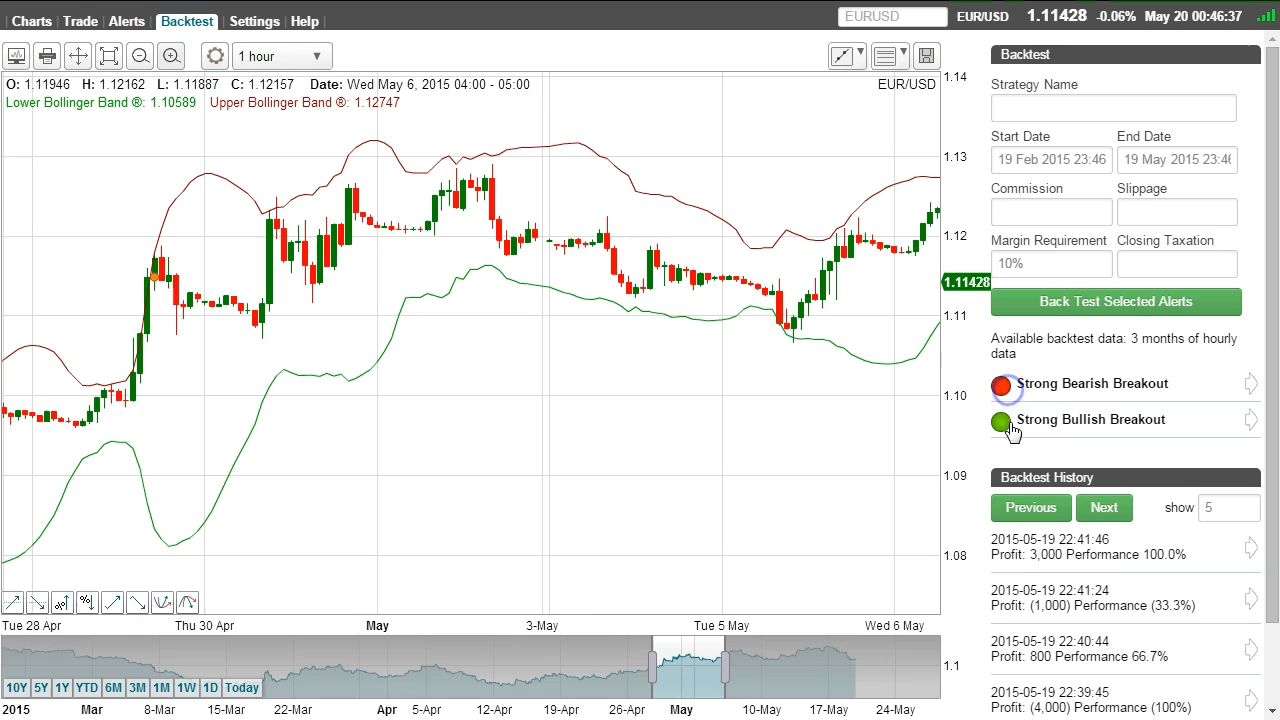 Charts Trade Alerts Backtest Settings Help
EURUSD EUR/USD 1.11428 -0.06% May 20 00:46:37
1 hour
O: 1.11946 H: 1.12162 L: 1.11887 C: 1.12157 Date: Wed May 6, 2015 04:00 - 05:00 EUR/USD
Lower Bollinger Band ®: 1.10589 Upper Bollinger Band ®: 1.12747
1.14
1.13
1.12
1.11428
1.11
1.10
1.09
1.08
Tue 28 Apr Thu 30 Apr May 3-May Tue 5 May Wed 6 May
1.1
10Y 5Y 1Y YTD 6M 3M 1M 1W 1D Today
2015 Mar 8-Mar 15-Mar 22-Mar Apr 5-Apr 12-Apr 19-Apr 26-Apr May 10-May 17-May 24-May
Backtest
Strategy Name
Start Date End Date
19 Feb 2015 23:46 19 May 2015 23:46
Commission Slippage
Margin Requirement Closing Taxation
10%
Back Test Selected Alerts
Available backtest data: 3 months of hourly
data
Strong Bearish Breakout
Strong Bullish Breakout
Backtest History
Previous Next show 5
2015-05-19 22:41:46
Profit: 3,000 Performance 100.0%
2015-05-19 22:41:24
Profit: (1,000) Performance (33.3%)
2015-05-19 22:40:44
Profit: 800 Performance 66.7%
2015-05-19 22:39:45
Profit: (4,000) Performance (100%)